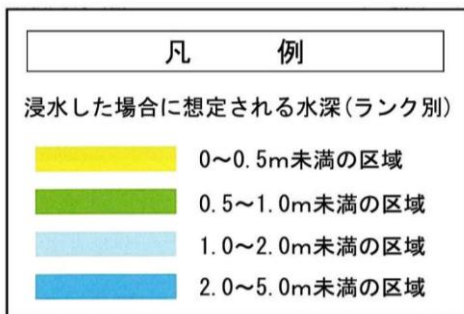 凡　例
浸水した場合に想定される水深(ランク別)
0～0.5m未満の区域
0.5～1.0m未満の区域
1.0～2.0m未満の区域
2.0～5.0m未満の区域